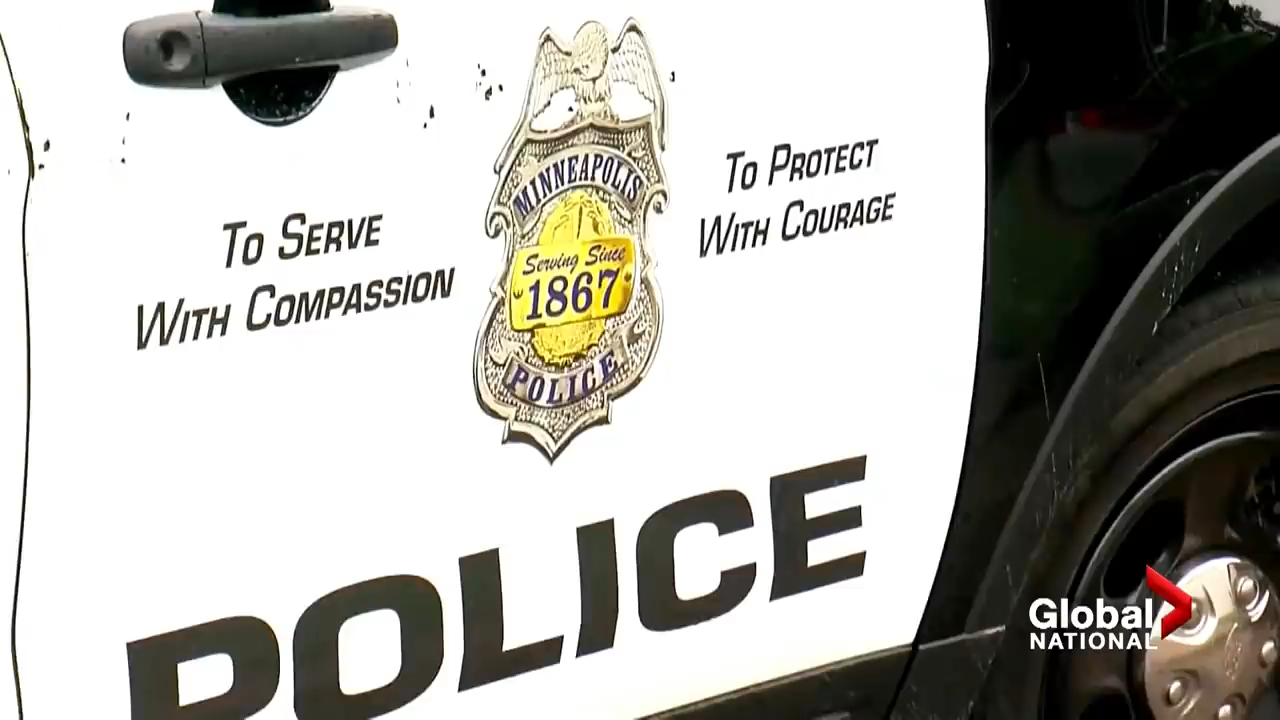 To Serve
With Compassion
MINNEAPOLIS
Serving Since
1867
POLICE
To Protect
With Courage
POLICE
Global
NATIONAL